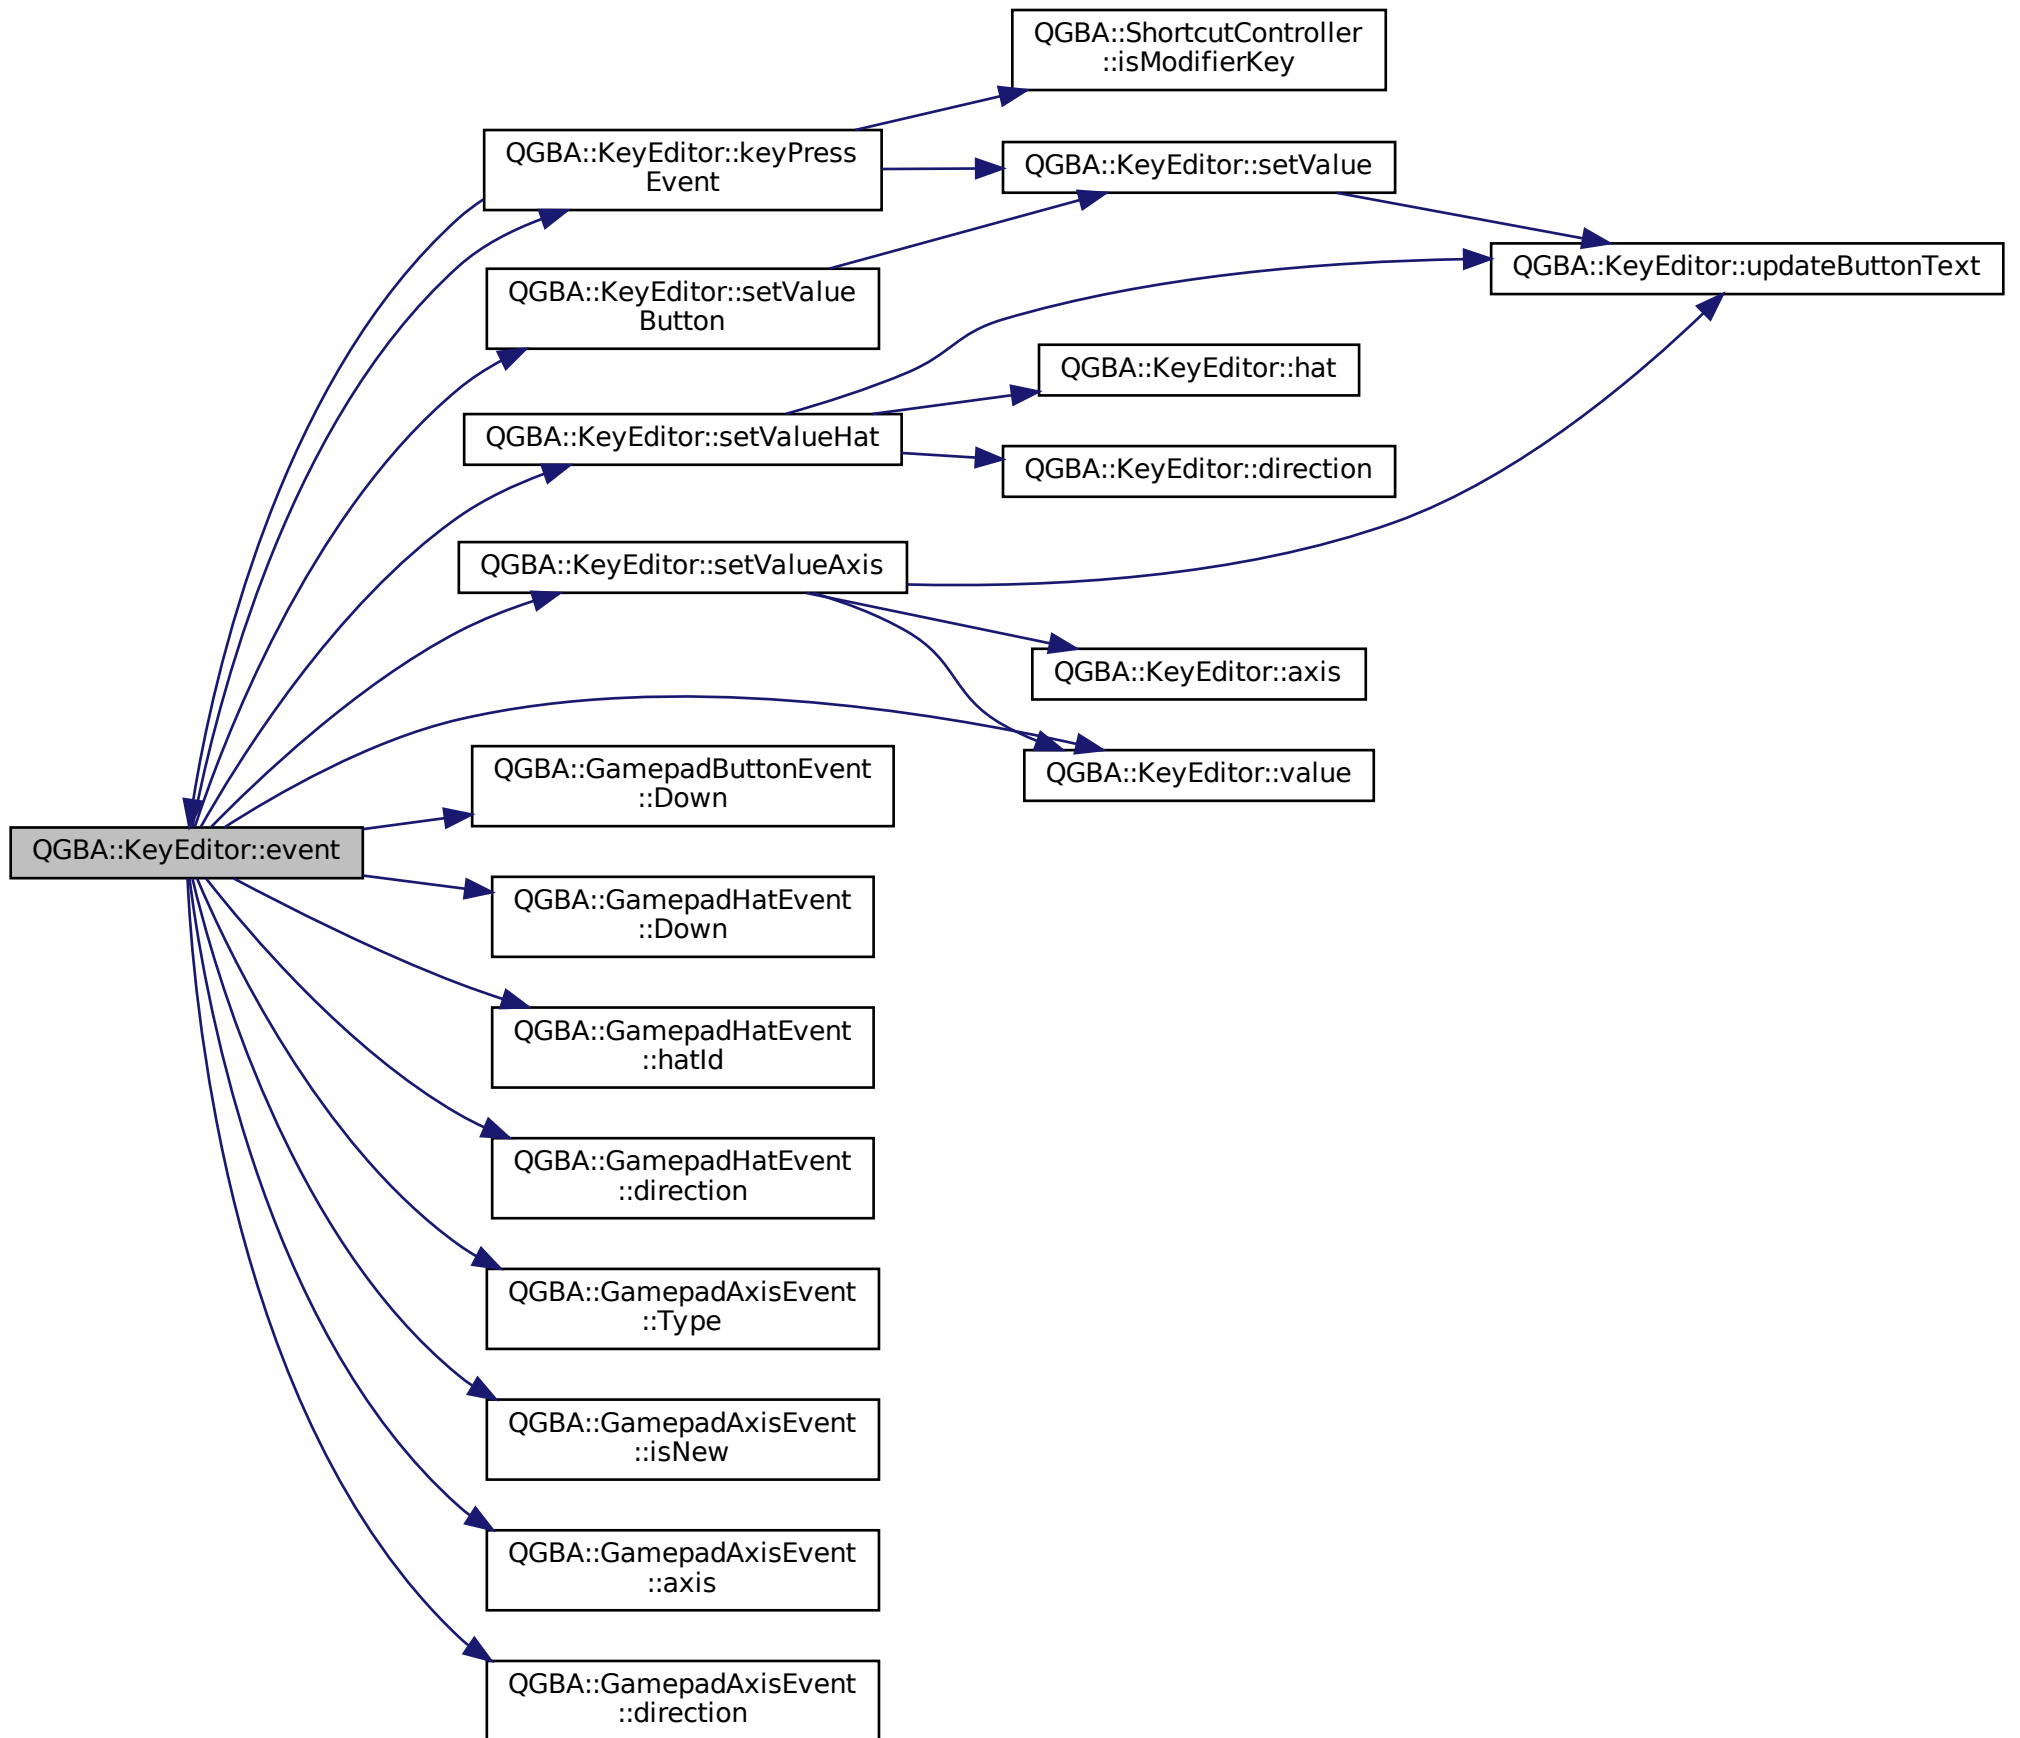 QGBA::ShortcutController
::isModifierKey
QGBA::KeyEditor::keyPress
Event
QGBA::KeyEditor::setValue
QGBA::KeyEditor::updateButtonText
QGBA::KeyEditor::setValue
Button
QGBA::KeyEditor::hat
QGBA::KeyEditor::setValueHat
QGBA::KeyEditor::direction
QGBA::KeyEditor::setValueAxis
QGBA::KeyEditor::axis
QGBA::KeyEditor::value
QGBA::GamepadButtonEvent
::Down
QGBA::KeyEditor::event
QGBA::GamepadHatEvent
::Down
QGBA::GamepadHatEvent
::hatId
QGBA::GamepadHatEvent
::direction
QGBA::GamepadAxisEvent
::Type
QGBA::GamepadAxisEvent
::isNew
QGBA::GamepadAxisEvent
::axis
QGBA::GamepadAxisEvent
::direction